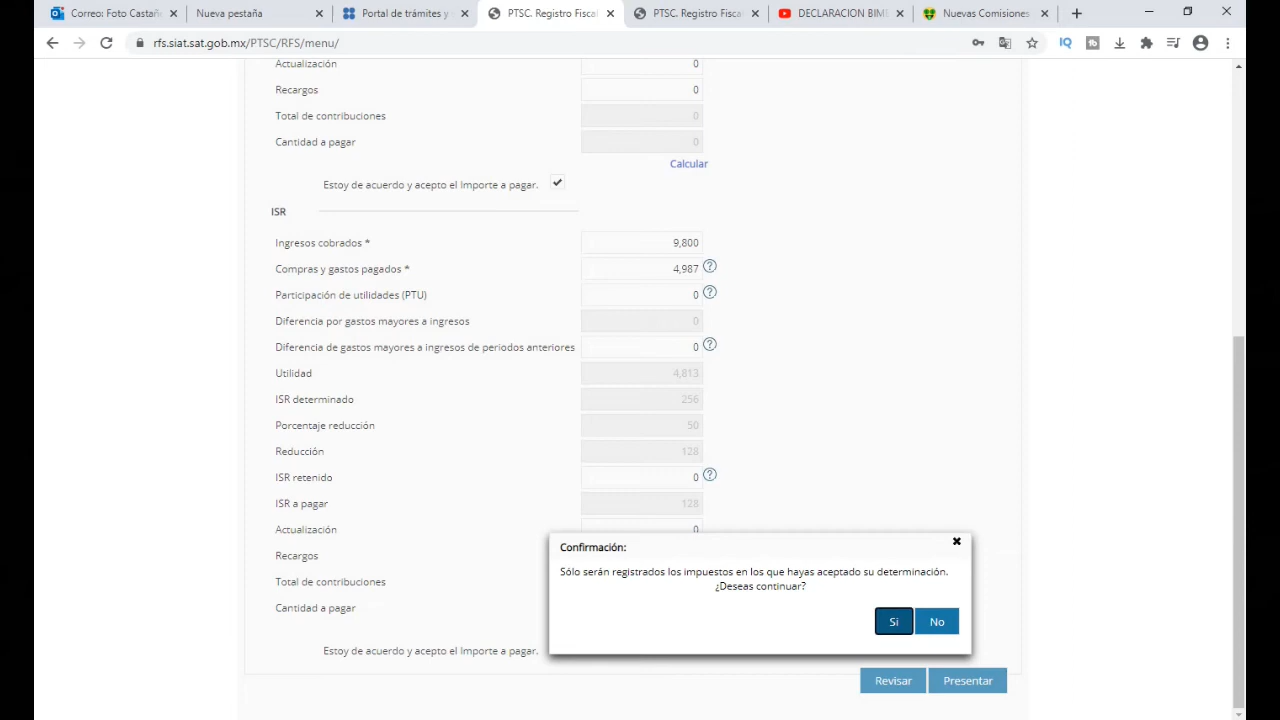 Correo: Foto Castañ
Nueva pestaña
Portal de trámites y
PTSC. Registro Fisca
PTSC. Registro Fisca
DECLARACION BIME
Nuevas Comisiones
rfs.siat.sat.gob.mx/PTSC/RFS/menu/
Actualización 0
Recargos 0
Total de contribuciones 0
Cantidad a pagar 0
Calcular
Estoy de acuerdo y acepto el Importe a pagar.
ISR
Ingresos cobrados * 9,800
Compras y gastos pagados * 4,987
Participación de utilidades (PTU) 0
Diferencia por gastos mayores a ingresos 0
Diferencia de gastos mayores a ingresos de periodos anteriores 0
Utilidad 4,813
ISR determinado 256
Porcentaje reducción 50
Reducción 128
ISR retenido 0
ISR a pagar 128
Actualización 0
Recargos
Total de contribuciones
Cantidad a pagar
Estoy de acuerdo y acepto el Importe a pagar.
Confirmación:
Sólo serán registrados los impuestos en los que hayas aceptado su determinación.
¿Deseas continuar?
Si No
Revisar Presentar